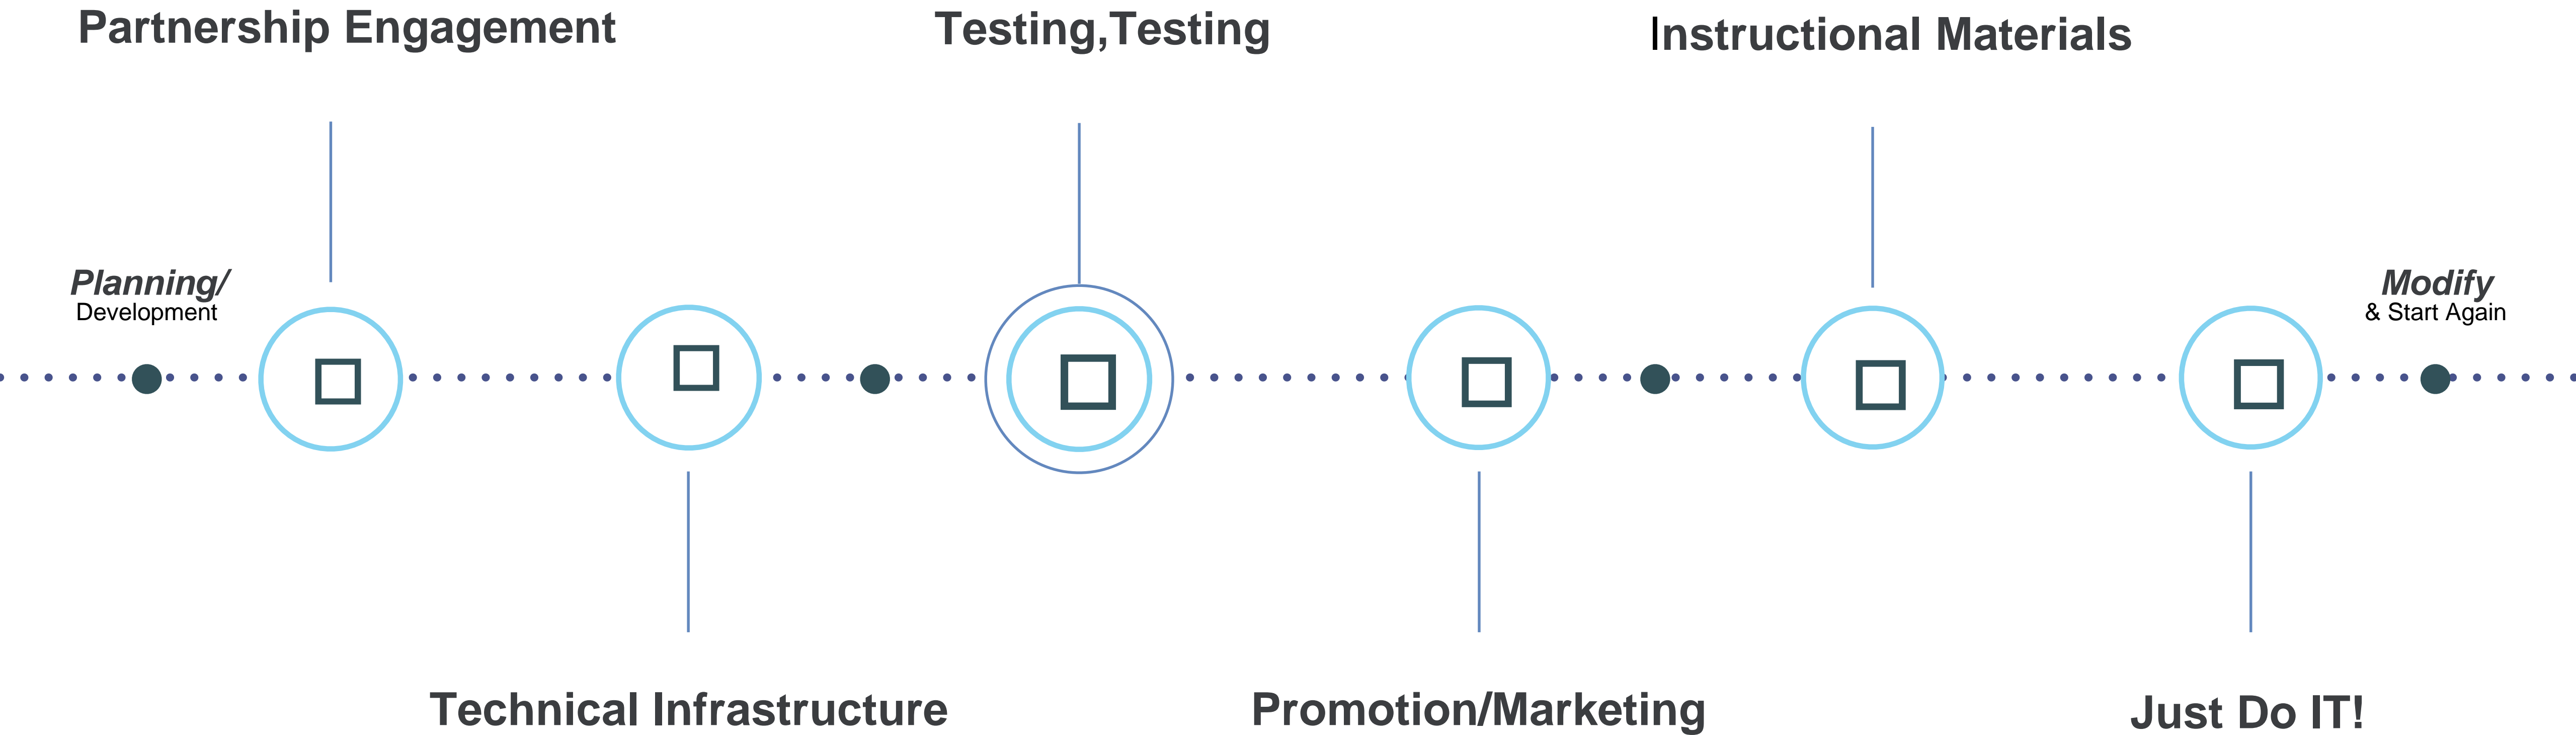 Partnership Engagement
Testing,Testing
Instructional Materials
Planning/
Development
Modify
& Start Again
Technical Infrastructure
Promotion/Marketing
Just Do IT!